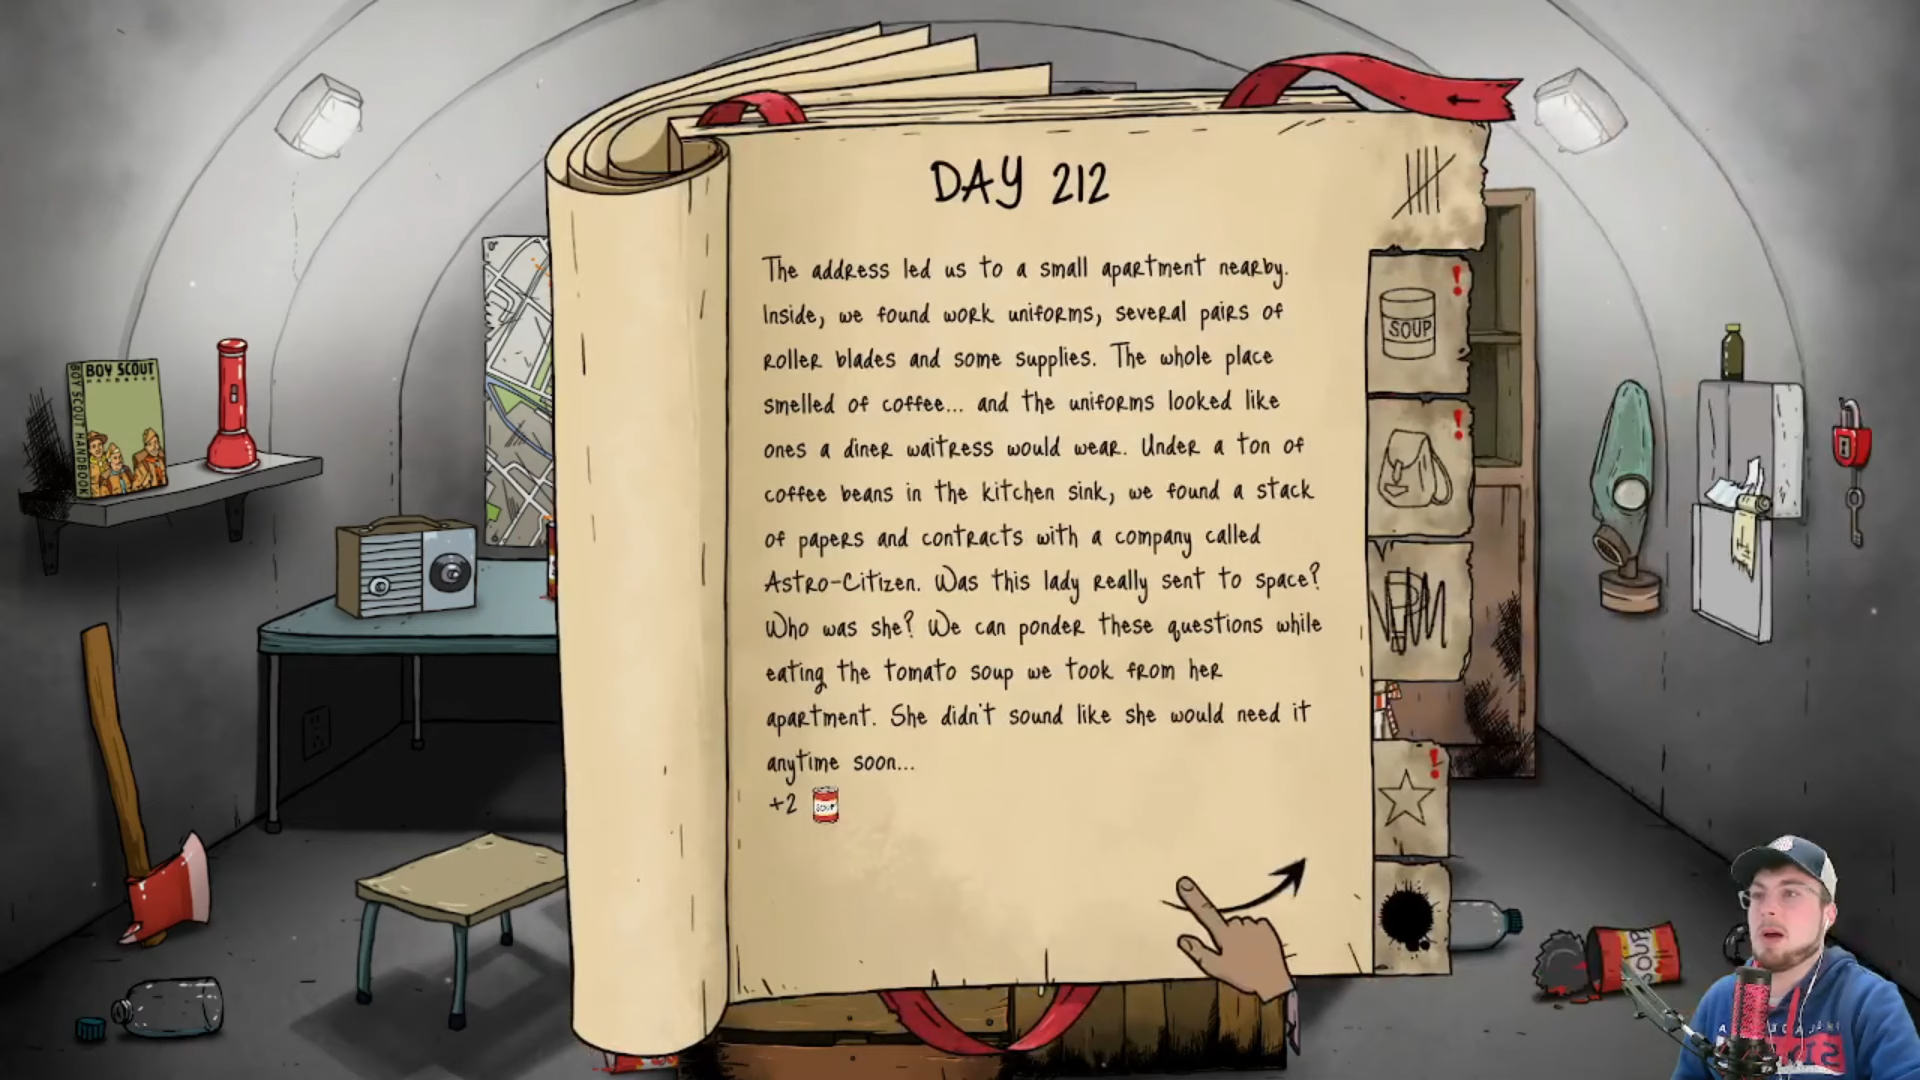 DAY 212
The address led us to a small apartment nearby.
Inside, we found work uniforms, several pairs of
roller blades and some supplies. The whole place
smelled of coffee... and the uniforms looked like
ones a diner waitress would wear. Under a ton of
coffee beans in the kitchen sink, we found a stack
of papers and contracts with a company called
Astro-Citizen. Was this lady really sent to space?
Who was she? We can ponder these questions while
eating the tomato soup we took from her
apartment. She didn't sound like she would need it
anytime soon...
+2
SOUP
!
SOUP
!
!
BOY SCOUT
HANDBOOK
BOY SCOUT HANDBOOK
SOUP